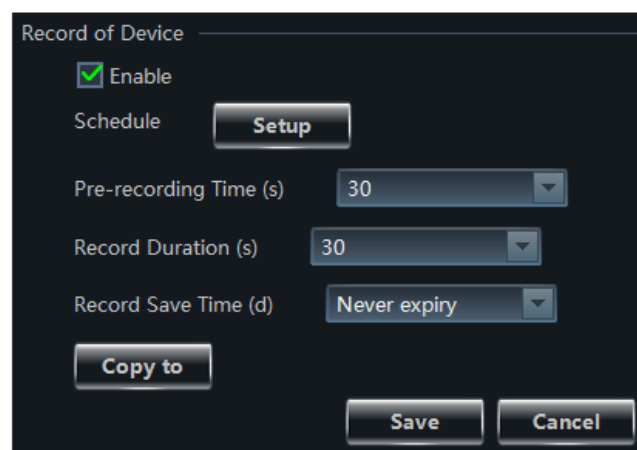 Record of Device
Enable
Schedule Setup
Pre-recording Time (s) 30
Record Duration (s) 30
Record Save Time (d) Never expiry
Copy to
Save Cancel